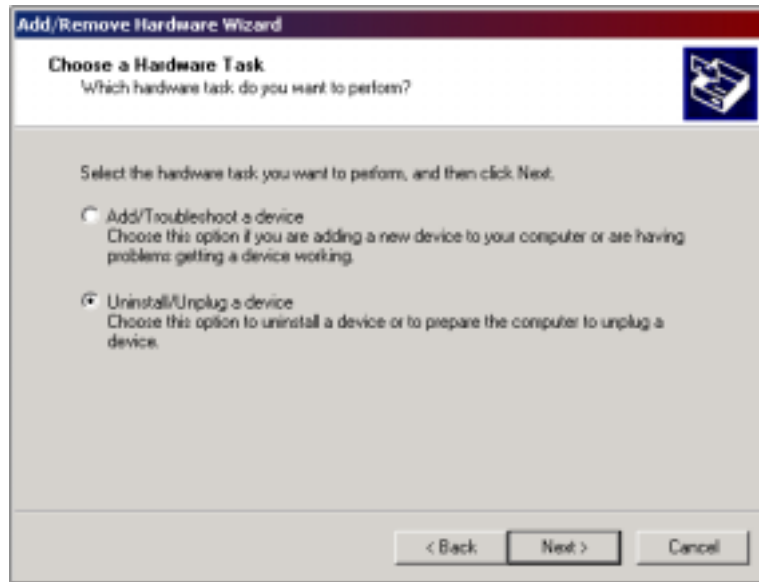 Add/Remove Hardware Wizard
Choose a Hardware Task
Which hardware task do you want to perform?
Select the hardware task you want to perform, and then click Next.
Add/Troubleshoot a device
Choose this option if you are adding a new device to your computer or are having
problems getting a device working.
Uninstall/Unplug a device
Choose this option to uninstall a device or to prepare the computer to unplug a
device.
< Back Next > Cancel